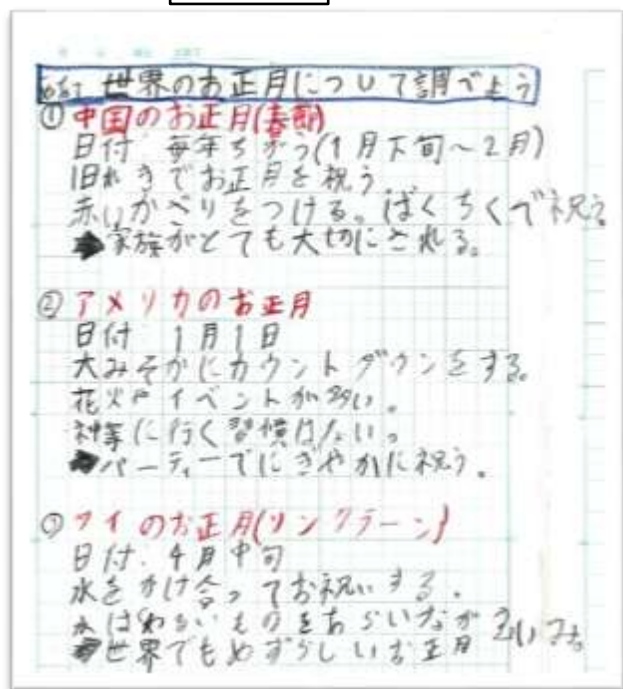 めあて 世界のお正月について調べよう
① 中国のお正月(春節)
日付 毎年ちがう(1月下旬〜2月)
旧れきでお正月を祝う
赤いかざりをつける。ばくちくで祝う
➡家族がとても大切にされる。
② アメリカのお正月
日付 1月1日
大みそかにカウントダウンをする。
花火やイベントが多い。
神事に行く習慣はない。
➡パーティーでにぎやかに祝う。
③ タイのお正月(ソンクラーン)
日付. 4月中旬
水をかけ合ってお祝いする.
水はわるいものをあらいながす
➡世界でもめずらしいお正月